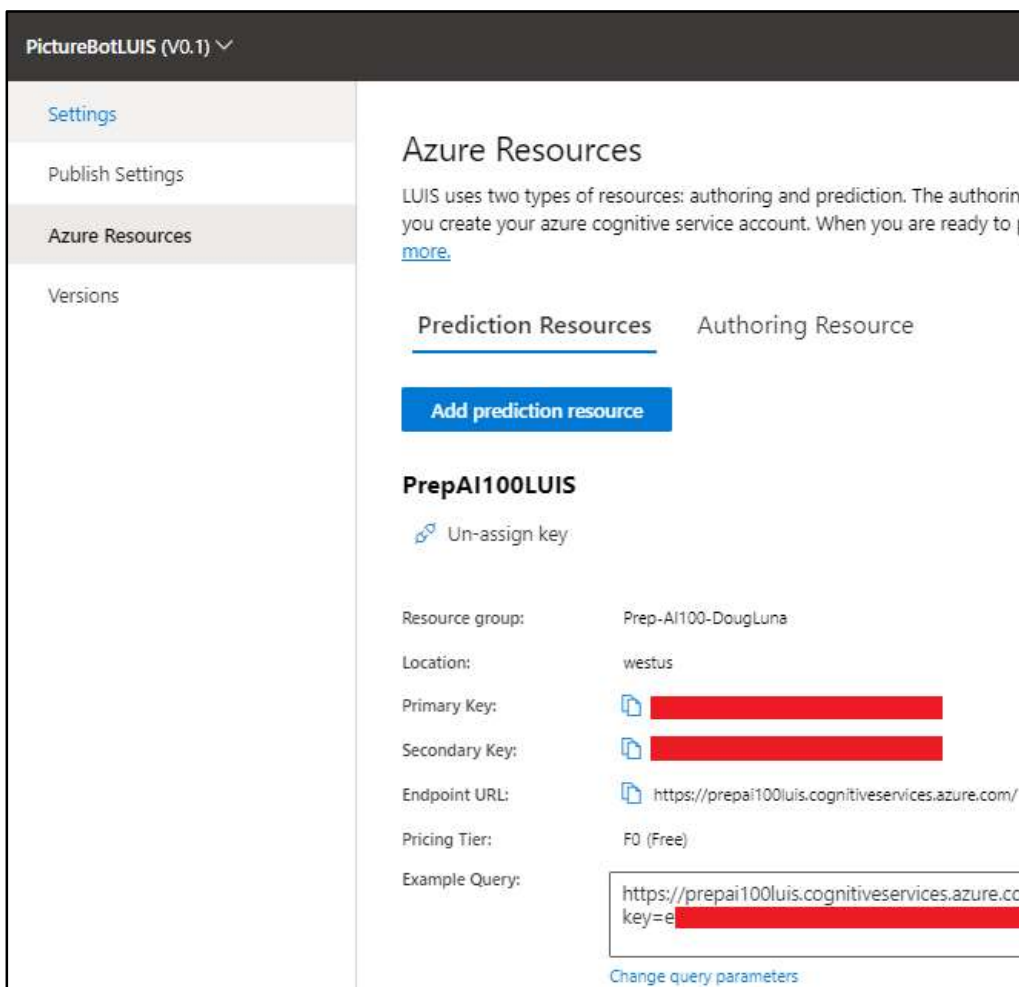 PictureBotLUIS (V0.1)
Settings
Publish Settings
Azure Resources
Versions
Azure Resources
LUIS uses two types of resources: authoring and prediction. The authorin
you create your azure cognitive service account. When you are ready to p
more.
Prediction Resources Authoring Resource
Add prediction resource
PrepAI100LUIS
Un-assign key
Resource group: Prep-AI100-DougLuna
Location: westus
Primary Key:
Secondary Key:
Endpoint URL: https://prepai100luis.cognitiveservices.azure.com/
Pricing Tier: F0 (Free)
Example Query: https://prepai100luis.cognitiveservices.azure.co
key=e
Change query parameters